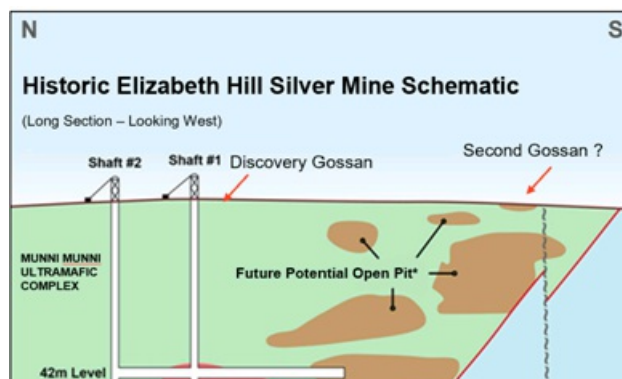 N
S
Historic Elizabeth Hill Silver Mine Schematic
(Long Section – Looking West)
Shaft #2
Shaft #1
Discovery Gossan
Second Gossan ?
MUNNI MUNNI
ULTRAMAFIC
COMPLEX
Future Potential Open Pit*
42m Level